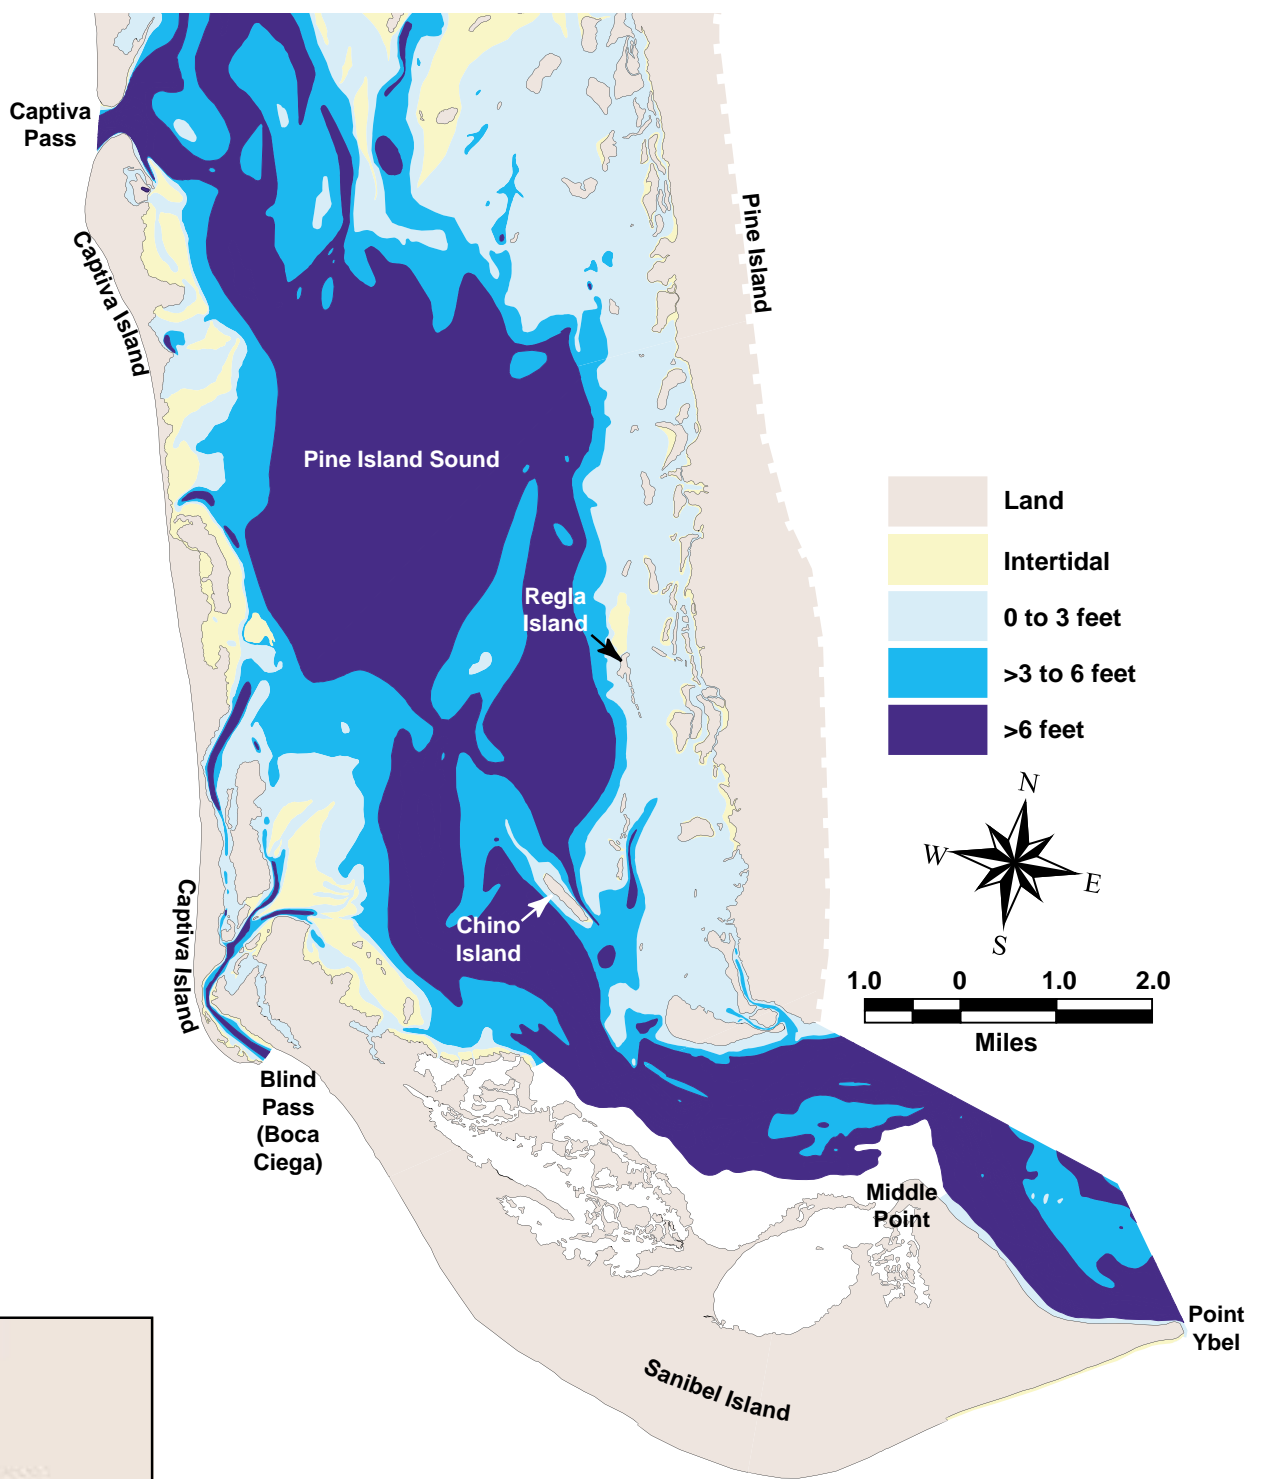 Captiva
Pass
Captiva Island
Pine Island
Pine Island Sound
Regla
Island
Land
Intertidal
0 to 3 feet
>3 to 6 feet
>6 feet
N
W
E
S
1.0 0 1.0 2.0
Miles
Captiva Island
Chino
Island
Blind
Pass
(Boca
Ciega)
Middle
Point
Point
Ybel
Sanibel Island